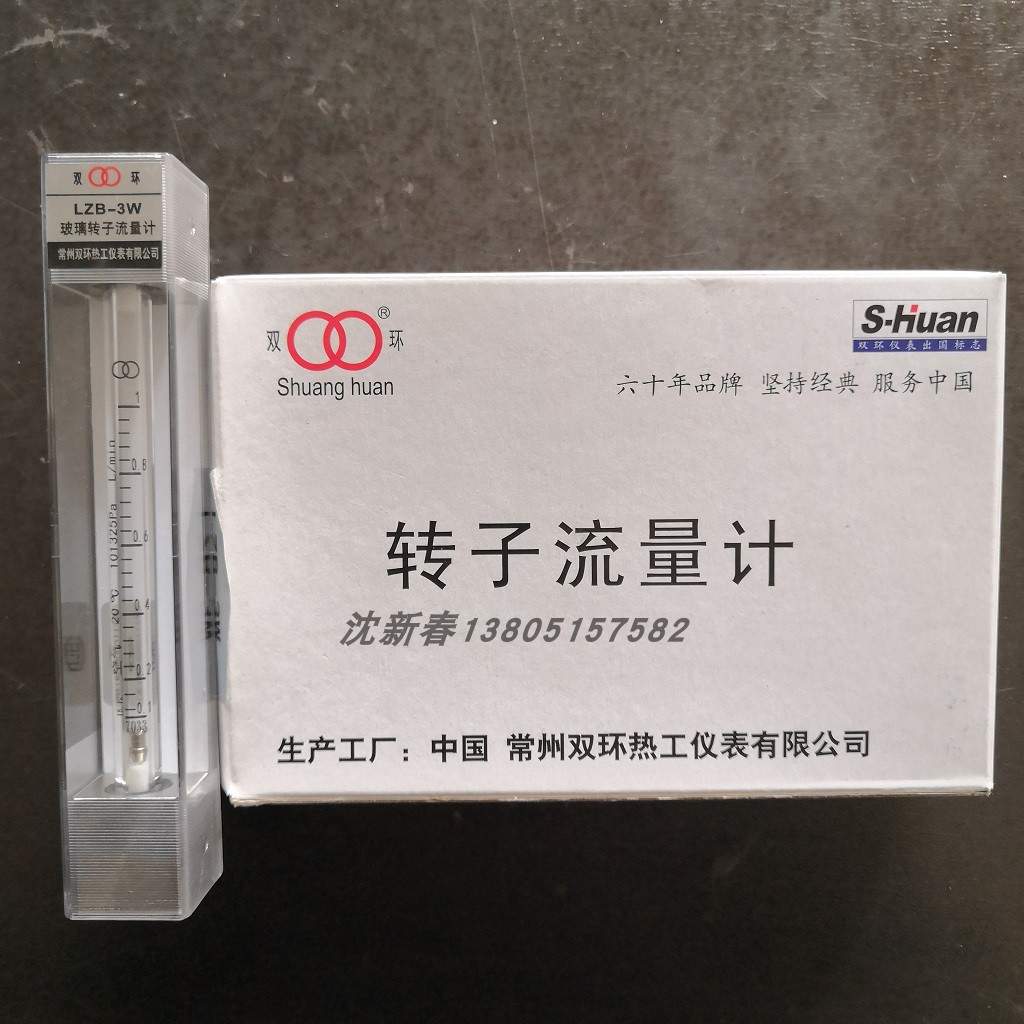 双 环
LZB-3W
玻璃转子流量计
常州双环热工仪表有限公司
1
0.8
0.6
0.4
0.2
0.1
L/min
101325Pa
20℃
7033
双 ® 环
Shuang huan
S-Huan
双环仪表出国标志
六十年品牌 坚持经典 服务中国
转子流量计
沈新春13805157582
生产工厂：中国 常州双环热工仪表有限公司